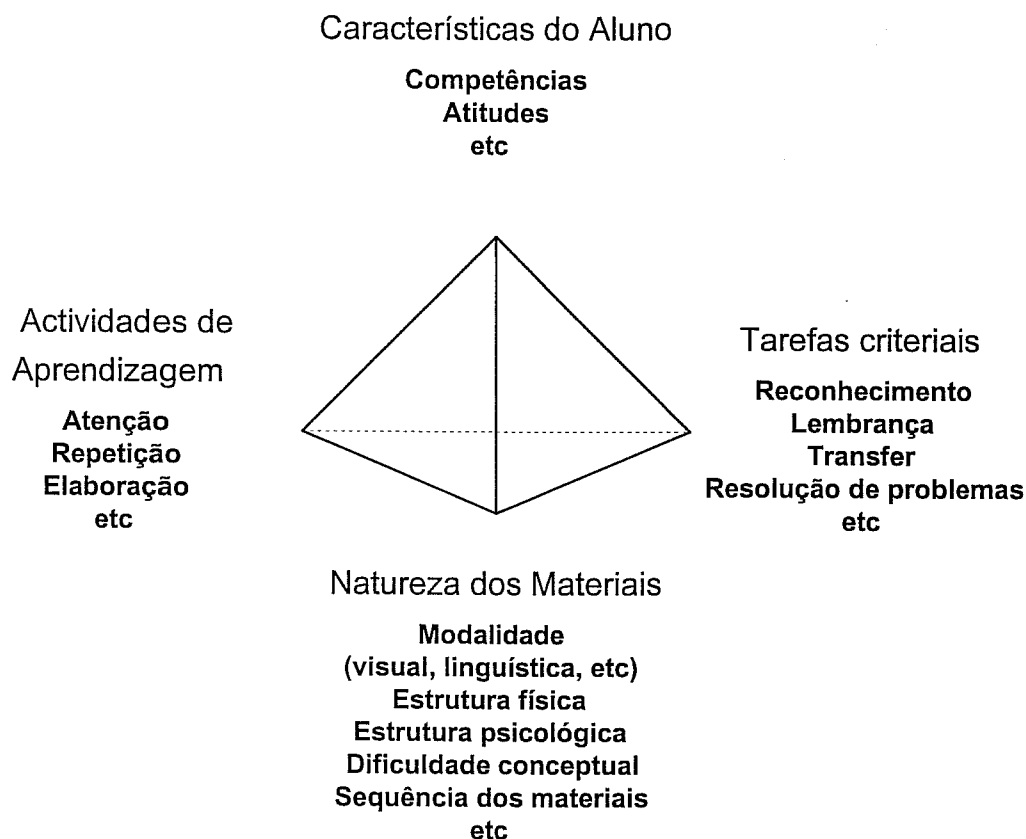 Características do Aluno
Competências
Atitudes
etc
Actividades de
Aprendizagem
Atenção
Repetição
Elaboração
etc
Tarefas criteriais
Reconhecimento
Lembrança
Transfer
Resolução de problemas
etc
Natureza dos Materiais
Modalidade
(visual, linguística, etc)
Estrutura física
Estrutura psicológica
Dificuldade conceptual
Sequência dos materiais
etc